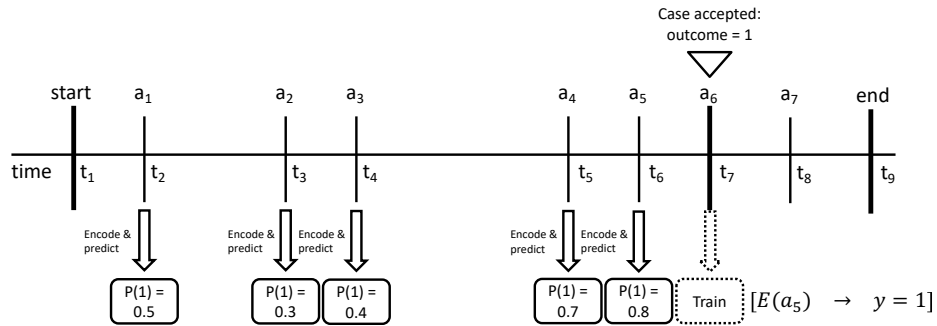 Case accepted:
outcome = 1
start a1 a2 a3 a4 a5 a6 a7 end
time t1 t2 t3 t4 t5 t6 t7 t8 t9
Encode & predict
Encode & predict
Encode & predict
Encode & predict
Encode & predict
P(1) = 0.5
P(1) = 0.3
P(1) = 0.4
P(1) = 0.7
P(1) = 0.8
Train
[E(a5) → y = 1]